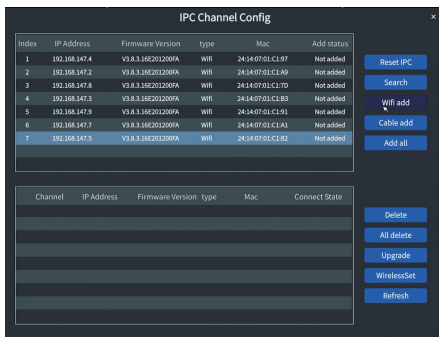 IPC Channel Config ×
Index IP Address Firmware Version type Mac Add status
1 192.168.147.4 V3.8.3.16E201200FA Wifi 24:14:07:01:C1:97 Not added
Reset IPC
2 192.168.147.2 V3.8.3.16E201200FA Wifi 24:14:07:01:C1:A9 Not added
3 192.168.147.8 V3.8.3.16E201200FA Wifi 24:14:07:01:C1:7D Not added
Search
4 192.168.147.3 V3.8.3.16E201200FA Wifi 24:14:07:01:C1:B3 Not added
Wifi add
5 192.168.147.9 V3.8.3.16E201200FA Wifi 24:14:07:01:C1:91 Not added
6 192.168.147.7 V3.8.3.16E201200FA Wifi 24:14:07:01:C1:A1 Not added
Cable add
7 192.168.147.5 V3.8.3.16E201200FA Wifi 24:14:07:01:C1:82 Not added
Add all
Channel IP Address Firmware Version type Mac Connect State
Delete
All delete
Upgrade
WirelessSet
Refresh